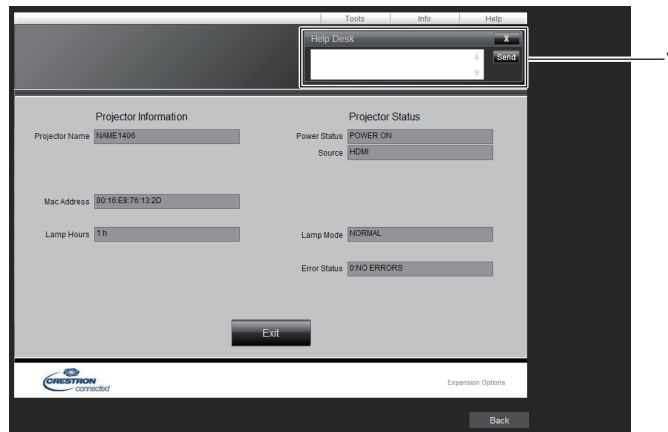 Tools Info Help
Help Desk X
Send
Projector Information Projector Status
Projector Name NAME1406 Power Status POWER ON
Source HDMI
Mac Address 00:16:E8:76:13:2D
Lamp Hours 1 h Lamp Mode NORMAL
Error Status 0:NO ERRORS
Exit
CRESTRON
connected
Expansion Options
Back